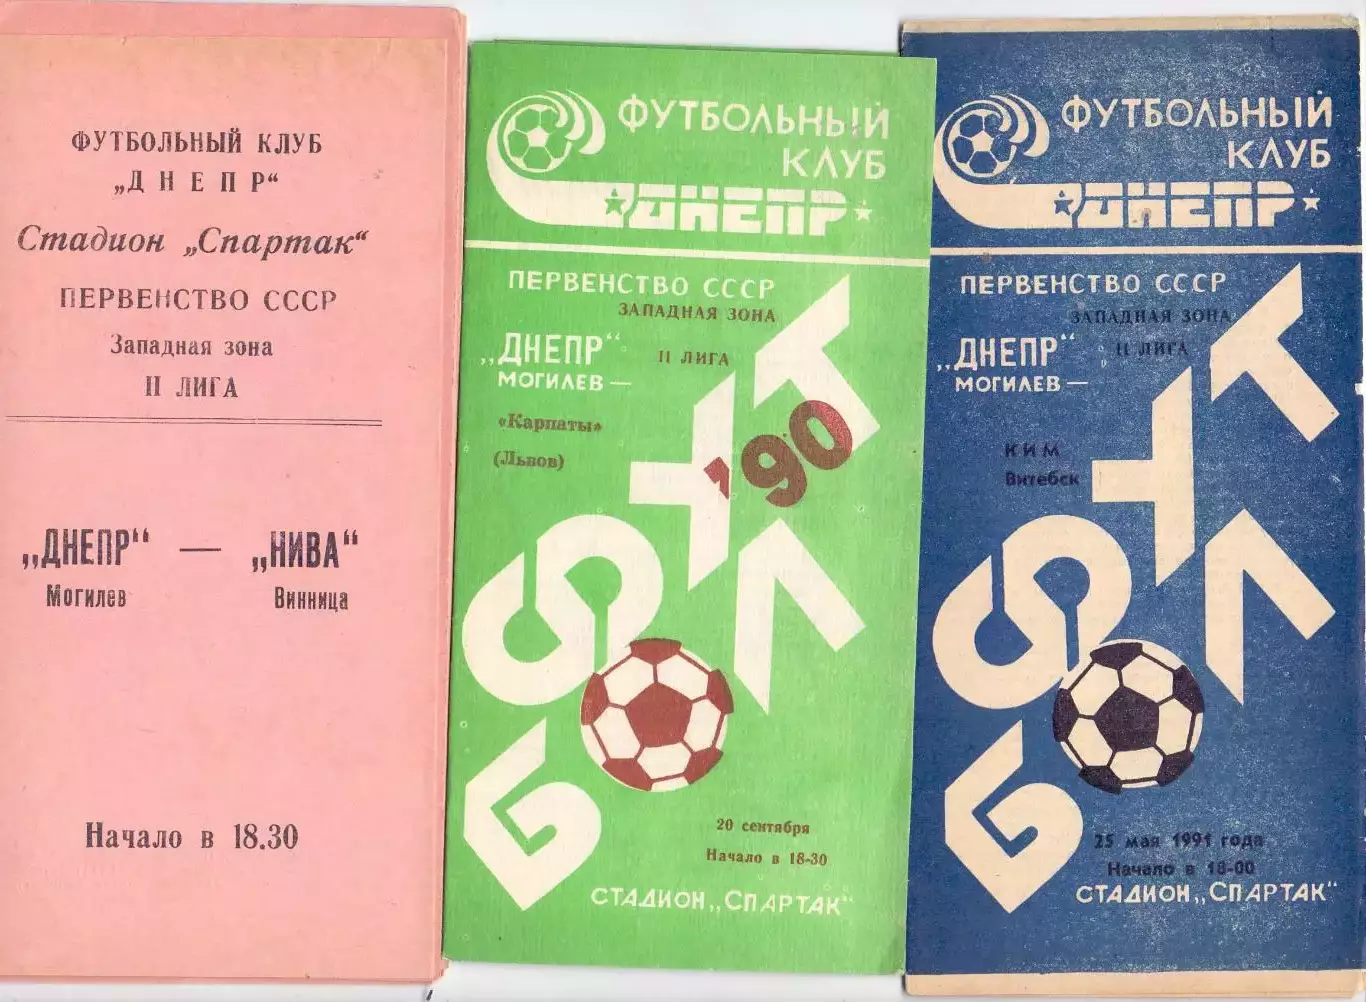 ФУТБОЛЬНЫЙ КЛУБ
„ДНЕПР“
Стадион „Спартак“
ПЕРВЕНСТВО СССР
Западная зона
II ЛИГА
„ДНЕПР“ — „НИВА“
Могилев Винница
Начало в 18.30
ФУТБОЛЬНЫЙ
КЛУБ
ДНЕПР
ПЕРВЕНСТВО СССР
ЗАПАДНАЯ ЗОНА
„ДНЕПР“ II ЛИГА
МОГИЛЕВ—
«Карпаты»
(Львов)
'90
ФУТБОЛ
20 сентября
Начало в 18-30
СТАДИОН „СПАРТАК“
ФУТБОЛЬНЫЙ
КЛУБ
ДНЕПР
ПЕРВЕНСТВО СССР
ЗАПАДНАЯ ЗОНА
„ДНЕПР“ II ЛИГА
МОГИЛЕВ—
КИМ
Витебск
ФУТБОЛ
25 мая 1991 года
Начало в 18-00
СТАДИОН „СПАРТАК“